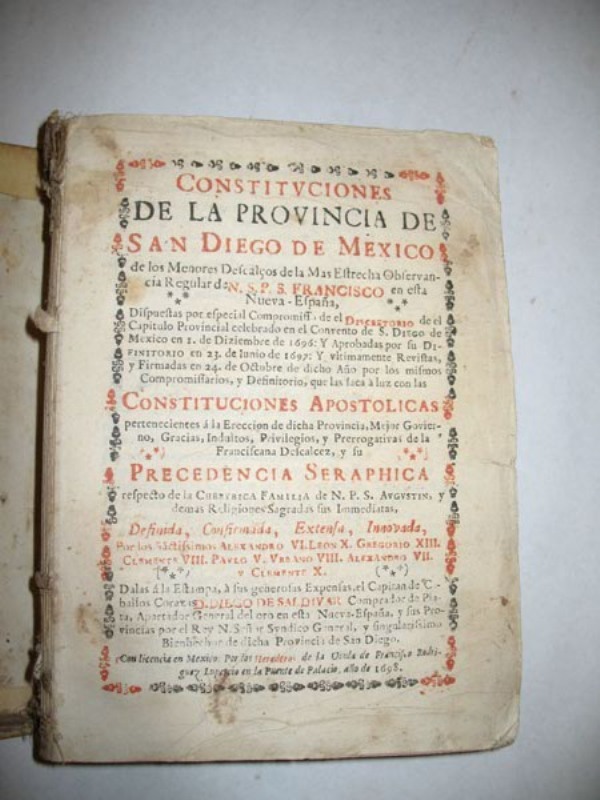 CONSTITVCIONES
DE LA PROVINCIA DE
SAN DIEGO DE MEXICO
de los Menores Descalços de la Mas Estrecha Observan-
cia Regular de N. S. P. S. FRANCISCO en esta
Nueva-España,
Dispuestas por especial Compromiss. de el DISCRETORIO de el
Capitulo Provincial celebrado en el Convento de S. DIEGO de
Mexico en 1. de Diziembre de 1696: Y Aprobadas por su DI-
FINITORIO en 23. de Iunio de 1697: Y vltimamente Revistas,
y Firmadas en 24. de Octubre de dicho Año por los mismos
Compromissarios, y Definitorio, que las saca à luz con las
CONSTITUCIONES APOSTOLICAS
pertenecientes á la Ereccion de dicha Provincia, Mejor Govier-
no, Gracias, Indultos, Privilegios, y Prerrogativas de la
Franciscana Descalcez, y su
PRECEDENCIA SERAPHICA
respecto de la FAMILIA de N. P. S. AVGVSTIN, y
demas Religiones Sagradas sus Immediatas,
Definida, Confirmada, Extensa, Innovada,
Por los Sãctissimos ALEXANDRO VI. LEON X. GREGORIO XIII.
CLEMENTE VIII. PAVLO V. VRBANO VIII. ALEXANDRO VII.
Y CLEMENTE X.
Dalas á la Estampa, à sus generosas Expensas, el Capitan de C-
ballos Corazas D. DIEGO DE SALDIVAR Comprador de Pla-
ta, Apartador General del oro en esta Nueva-España, y sus Pro-
vincias por el Rey N. Señor Syndico General, y singularissimo
Bienhechor de dicha Provincia de San Diego.
Con licencia en Mexico: Por los Herederos de la Viuda de Francisco Rodri-
guez Lupercio en la Puente de Palacio, año de 1698.